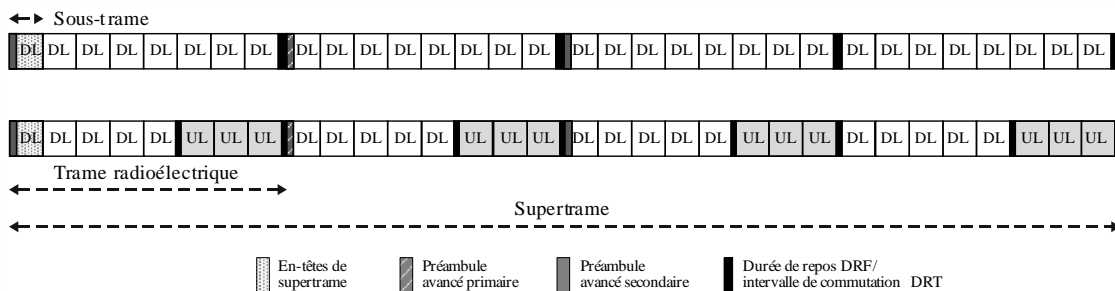 Sous-trame
DL DL DL DL DL DL DL DL DL DL DL DL DL DL DL DL DL DL DL DL DL DL DL DL DL DL DL DL DL DL DL DL
DL DL DL DL DL UL UL UL DL DL DL DL DL UL UL UL DL DL DL DL DL UL UL UL DL DL DL DL DL UL UL UL
Trame radioélectrique
Supertrame
En-têtes de
supertrame
Préambule
avancé primaire
Préambule
avancé secondaire
Durée de repos DRF/
intervalle de commutation DRT